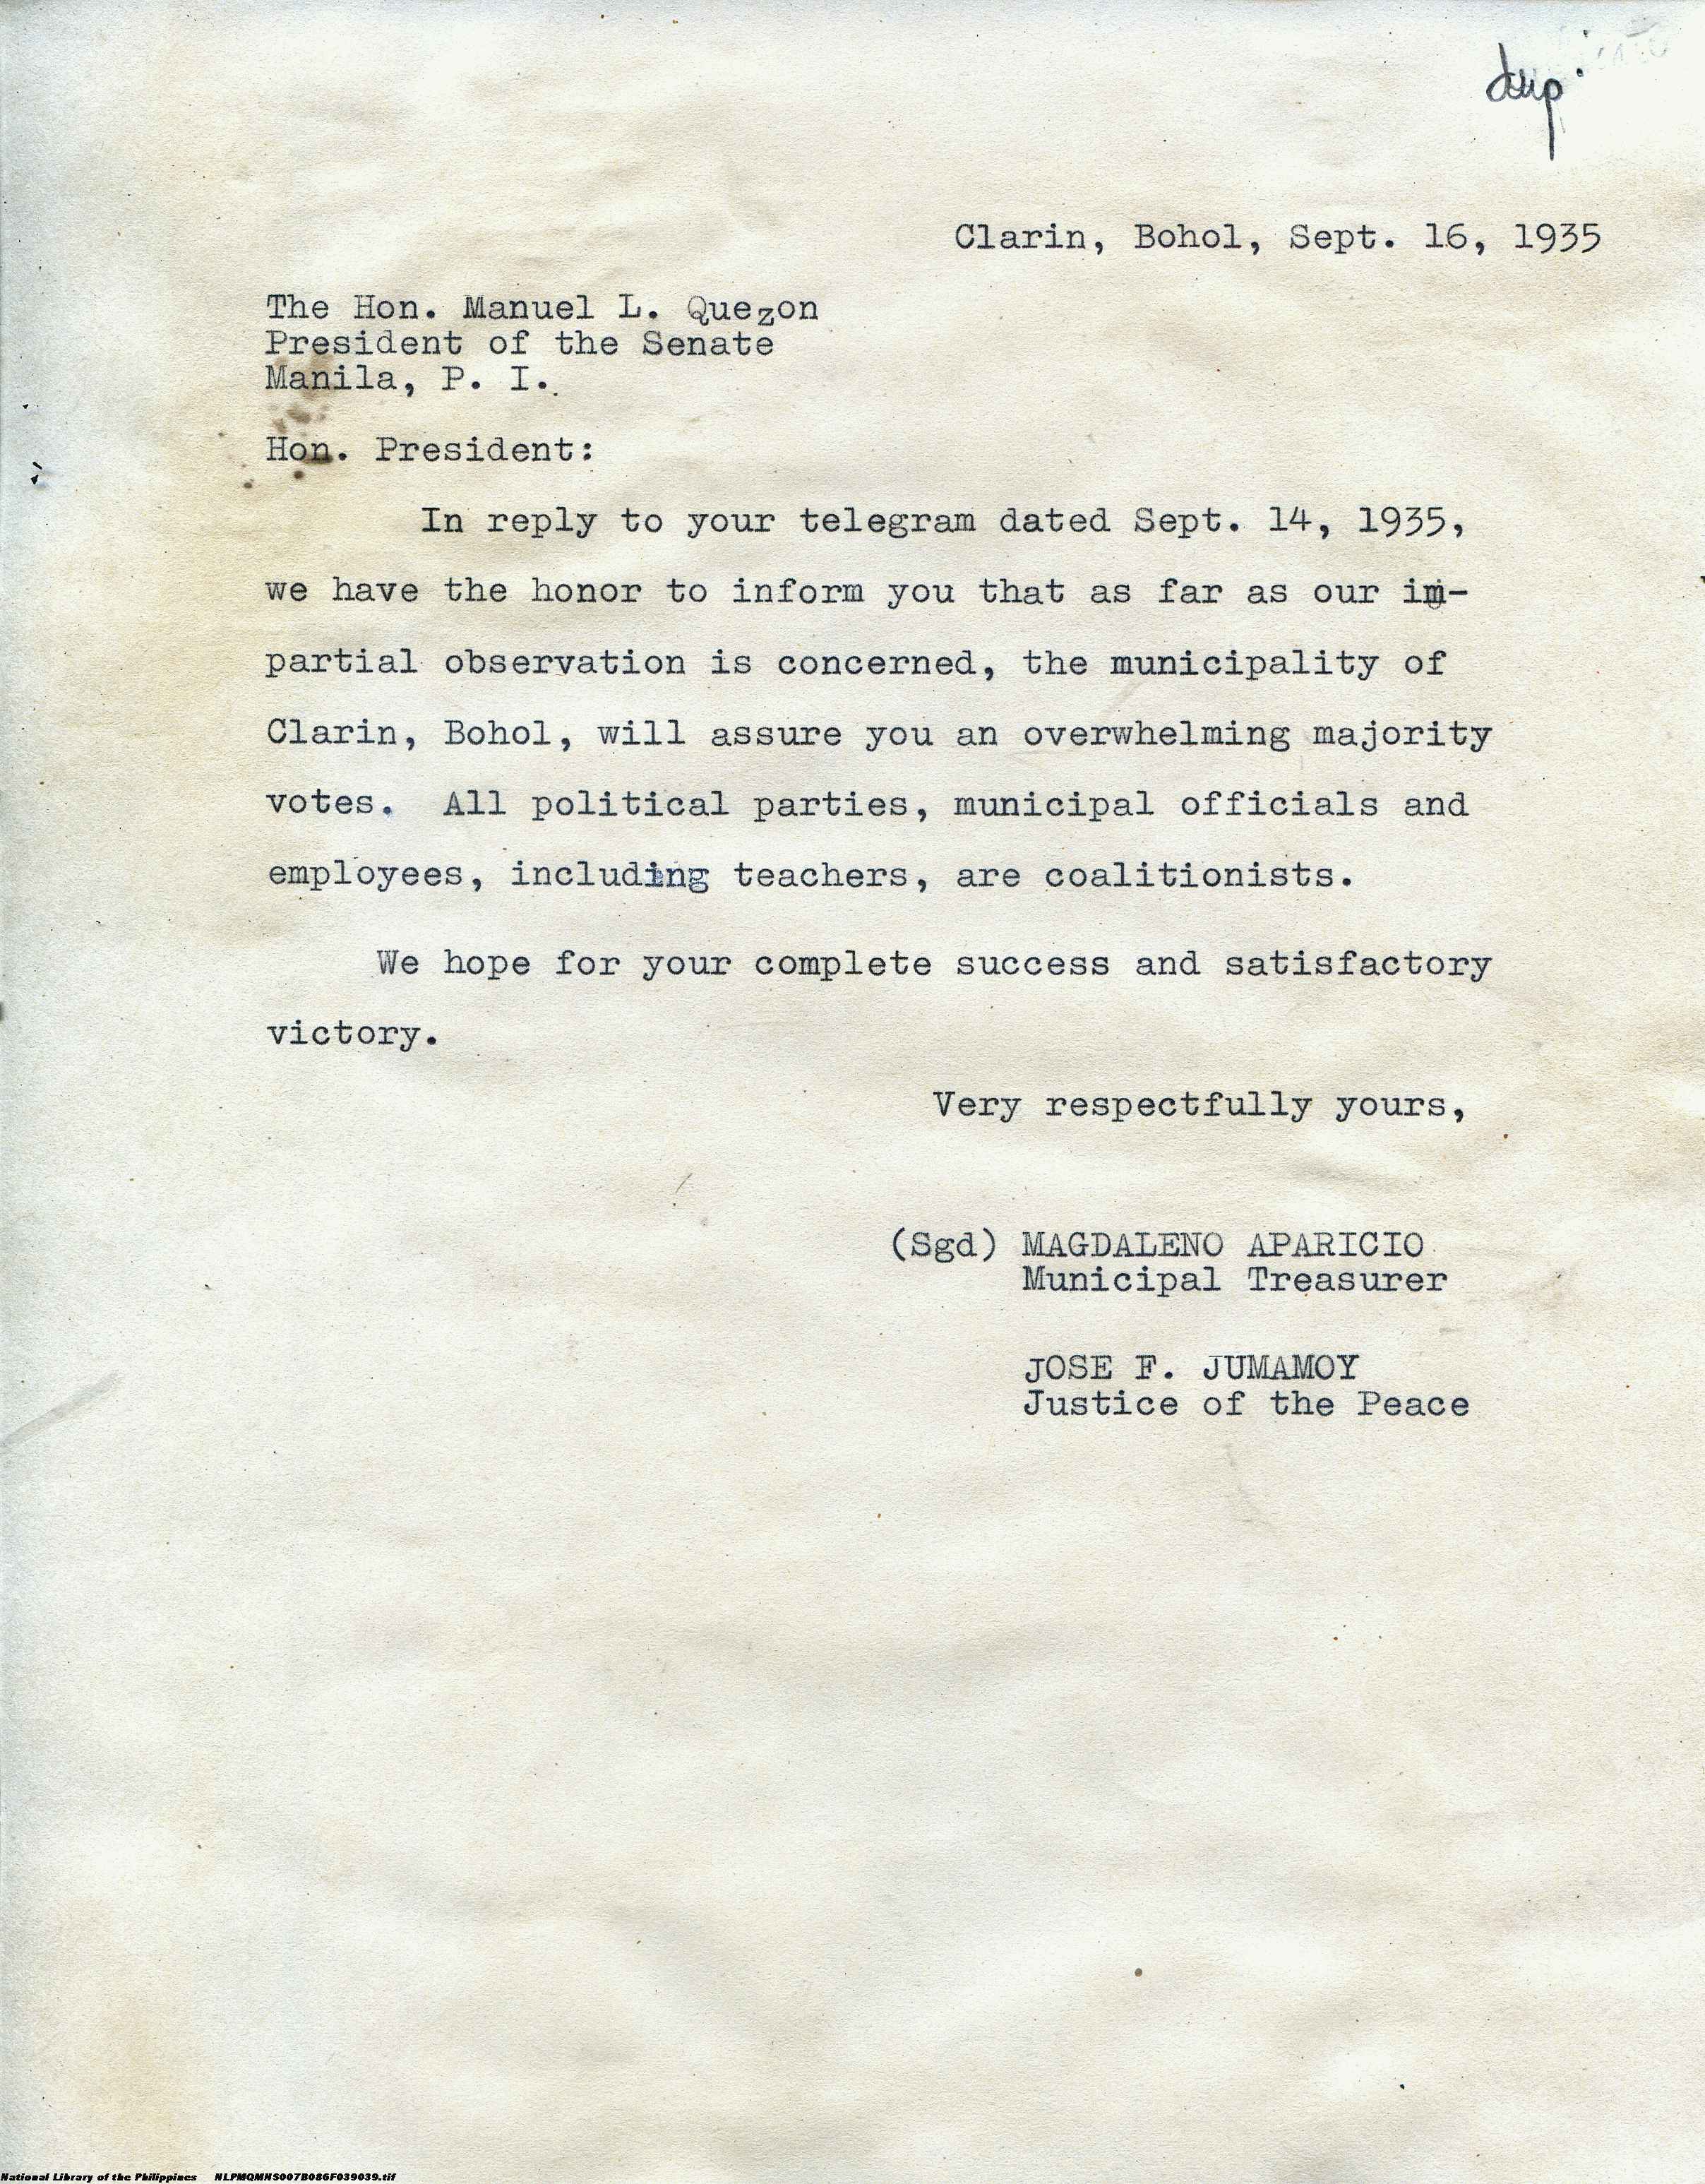 dup.
Clarin, Bohol, Sept. 16, 1935
The Hon. Manuel L. Quezon
President of the Senate
Manila, P. I.
Hon. President:
In reply to your telegram dated Sept. 14, 1935,
we have the honor to inform you that as far as our im-
partial observation is concerned, the municipality of
Clarin, Bohol, will assure you an overwhelming majority
votes. All political parties, municipal officials and
employees, including teachers, are coalitionists.
We hope for your complete success and satisfactory
victory.
Very respectfully yours,
(Sgd) MAGDALENO APARICIO
Municipal Treasurer
JOSE F. JUMAMOY
Justice of the Peace
National Library of the Philippines NLPMQMNS007B086F039039.tif